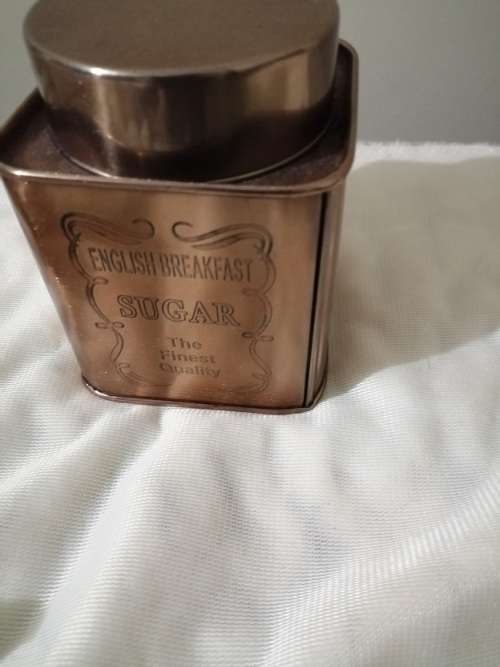 ENGLISH BREAKFAST
SUGAR
The
Finest
Quality